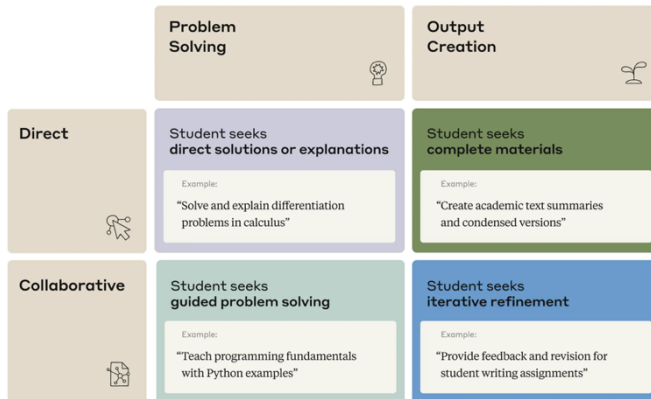 Problem
Solving
Output
Creation
Direct
Student seeks
direct solutions or explanations
Example:
“Solve and explain differentiation
problems in calculus”
Student seeks
complete materials
Example:
“Create academic text summaries
and condensed versions”
Collaborative
Student seeks
guided problem solving
Example:
“Teach programming fundamentals
with Python examples”
Student seeks
iterative refinement
Example:
“Provide feedback and revision for
student writing assignments”